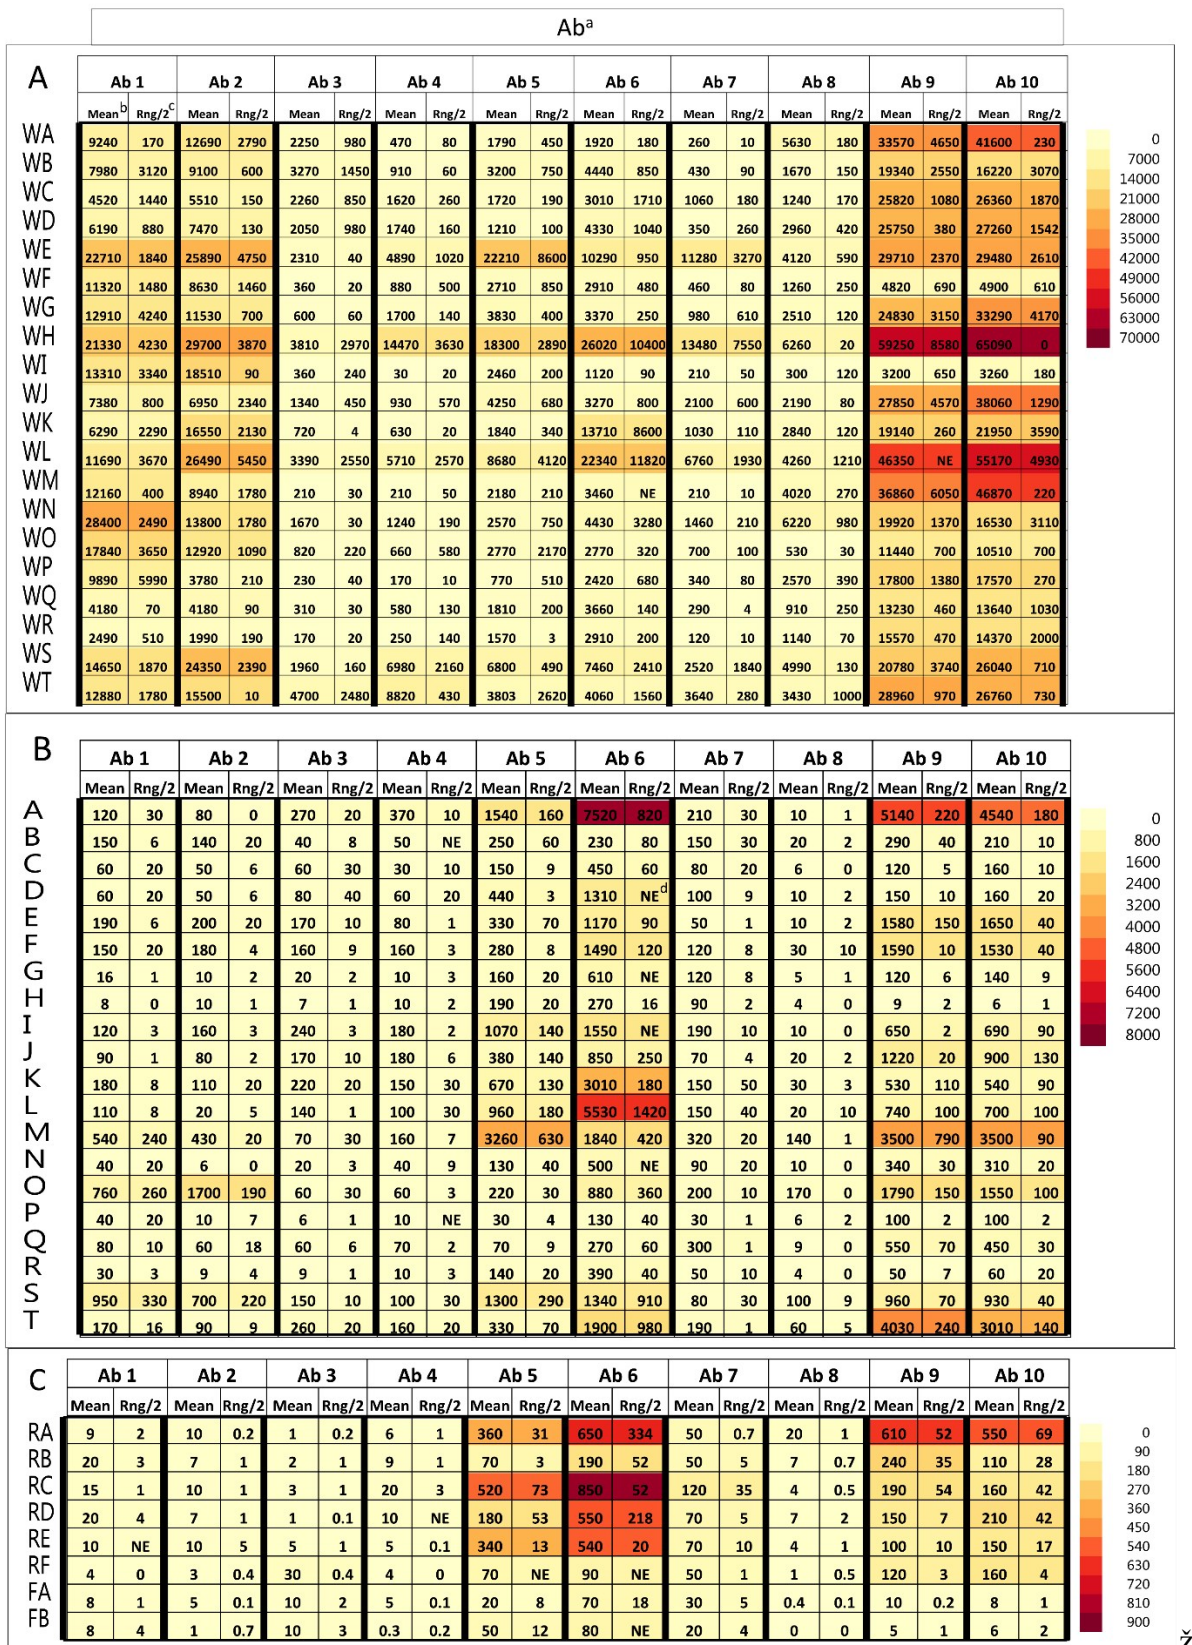 Abᵃ
A
Ab 1 Ab 2 Ab 3 Ab 4 Ab 5 Ab 6 Ab 7 Ab 8 Ab 9 Ab 10
Meanᵇ Rng/2ᶜ Mean Rng/2 Mean Rng/2 Mean Rng/2 Mean Rng/2 Mean Rng/2 Mean Rng/2 Mean Rng/2 Mean Rng/2 Mean Rng/2
WA 9240 170 12690 2790 2250 980 470 80 1790 450 1920 180 260 10 5630 180 33570 4650 41600 230
WB 7980 3120 9100 600 3270 1450 910 60 3200 750 4440 850 430 90 1670 150 19340 2550 16220 3070
WC 4520 1440 5510 150 2260 850 1620 260 1720 190 3010 1710 1060 180 1240 170 25820 1080 26360 1870
WD 6190 880 7470 130 2050 980 1740 160 1210 100 4330 1040 350 260 2960 420 25750 380 27260 1542
WE 22710 1840 25890 4750 2310 40 4890 1020 22210 8600 10290 950 11280 3270 4120 590 29710 2370 29480 2610
WF 11320 1480 8630 1460 360 20 880 500 2710 850 2910 480 460 80 1260 250 4820 690 4900 610
WG 12910 4240 11530 700 600 60 1700 140 3830 400 3370 250 980 610 2510 120 24830 3150 33290 4170
WH 21330 4230 29700 3870 3810 2970 14470 3630 18300 2890 26020 10400 13480 7550 6260 20 59250 8580 65090 0
WI 13310 3340 18510 90 360 240 30 20 2460 200 1120 90 210 50 300 120 3200 650 3260 180
WJ 7380 800 6950 2340 1340 450 930 570 4250 680 3270 800 2100 600 2190 80 27850 4570 38060 1290
WK 6290 2290 16550 2130 720 4 630 20 1840 340 13710 8600 1030 110 2840 120 19140 260 21950 3590
WL 11690 3670 26490 5450 3390 2550 5710 2570 8680 4120 22340 11820 6760 1930 4260 1210 46350 NE 55170 4930
WM 12160 400 8940 1780 210 30 210 50 2180 210 3460 NE 210 10 4020 270 36860 6050 46870 220
WN 28400 2490 13800 1780 1670 30 1240 190 2570 750 4430 3280 1460 210 6220 980 19920 1370 16530 3110
WO 17840 3650 12920 1090 820 220 660 580 2770 2170 2770 320 700 100 530 30 11440 700 10510 700
WP 9890 5990 3780 210 230 40 170 10 770 510 2420 680 340 80 2570 390 17800 1380 17570 270
WQ 4180 70 4180 90 310 30 580 130 1810 200 3660 140 290 4 910 250 13230 460 13640 1030
WR 2490 510 1990 190 170 20 250 140 1570 3 2910 200 120 10 1140 70 15570 470 14370 2000
WS 14650 1870 24350 2390 1960 160 6980 2160 6800 490 7460 2410 2520 1840 4990 130 20780 3740 26040 710
WT 12880 1780 15500 10 4700 2480 8820 430 3803 2620 4060 1560 3640 280 3430 1000 28960 970 26760 730
0
7000
14000
21000
28000
35000
42000
49000
56000
63000
70000
B
Ab 1 Ab 2 Ab 3 Ab 4 Ab 5 Ab 6 Ab 7 Ab 8 Ab 9 Ab 10
Mean Rng/2 Mean Rng/2 Mean Rng/2 Mean Rng/2 Mean Rng/2 Mean Rng/2 Mean Rng/2 Mean Rng/2 Mean Rng/2 Mean Rng/2
A 120 30 80 0 270 20 370 10 1540 160 7520 820 210 30 10 1 5140 220 4540 180
B 150 6 140 20 40 8 50 NE 250 60 230 80 150 30 20 2 290 40 210 10
C 60 20 50 6 60 30 30 10 150 9 450 60 80 20 6 0 120 5 160 10
D 60 20 50 6 80 40 60 20 440 3 1310 NEᵈ 100 9 10 2 150 10 160 20
E 190 6 200 20 170 10 80 1 330 70 1170 90 50 1 10 2 1580 150 1650 40
F 150 20 180 4 160 9 160 3 280 8 1490 120 120 8 30 10 1590 10 1530 40
G 16 1 10 2 20 2 10 3 160 20 610 NE 120 8 5 1 120 6 140 9
H 8 0 10 1 7 1 10 2 190 20 270 16 90 2 4 0 9 2 6 1
I 120 3 160 3 240 3 180 2 1070 140 1550 NE 190 10 10 0 650 2 690 90
J 90 1 80 2 170 10 180 6 380 140 850 250 70 4 20 2 1220 20 900 130
K 180 8 110 20 220 20 150 30 670 130 3010 180 150 50 30 3 530 110 540 90
L 110 8 20 5 140 1 100 30 960 180 5530 1420 150 40 20 10 740 100 700 100
M 540 240 430 20 70 30 160 7 3260 630 1840 420 320 20 140 1 3500 790 3500 90
N 40 20 6 0 20 3 40 9 130 40 500 NE 90 20 10 0 340 30 310 20
O 760 260 1700 190 60 30 60 3 220 30 880 360 200 10 170 0 1790 150 1550 100
P 40 20 10 7 6 1 10 NE 30 4 130 40 30 1 6 2 100 2 100 2
Q 80 10 60 18 60 6 70 2 70 9 270 60 300 1 9 0 550 70 450 30
R 30 3 9 4 9 1 10 3 140 20 390 40 50 10 4 0 50 7 60 20
S 950 330 700 220 150 10 100 30 1300 290 1340 910 80 30 100 9 960 70 930 40
T 170 16 90 9 260 20 160 20 330 70 1900 980 190 1 60 5 4030 240 3010 140
0
800
1600
2400
3200
4000
4800
5600
6400
7200
8000
C
Ab 1 Ab 2 Ab 3 Ab 4 Ab 5 Ab 6 Ab 7 Ab 8 Ab 9 Ab 10
Mean Rng/2 Mean Rng/2 Mean Rng/2 Mean Rng/2 Mean Rng/2 Mean Rng/2 Mean Rng/2 Mean Rng/2 Mean Rng/2 Mean Rng/2
RA 9 2 10 0.2 1 0.2 6 1 360 31 650 334 50 0.7 20 1 610 52 550 69
RB 20 3 7 1 2 1 9 1 70 3 190 52 50 5 7 0.7 240 35 110 28
RC 15 1 10 1 3 1 20 3 520 73 850 52 120 35 4 0.5 190 54 160 42
RD 20 4 7 1 1 0.1 10 NE 180 53 550 218 70 5 7 2 150 7 210 42
RE 10 NE 10 5 5 1 5 0.1 340 13 540 20 70 10 4 1 100 10 150 17
RF 4 0 3 0.4 30 0.4 4 0 70 NE 90 NE 50 1 1 0.5 120 3 160 4
FA 8 1 5 0.1 10 2 5 0.1 20 8 70 18 30 5 0.4 0.1 10 0.2 8 1
FB 8 4 1 0.7 10 3 0.3 0.2 50 12 80 NE 20 4 0 0 5 1 6 2
0
90
180
270
360
450
540
630
720
810
900
ž